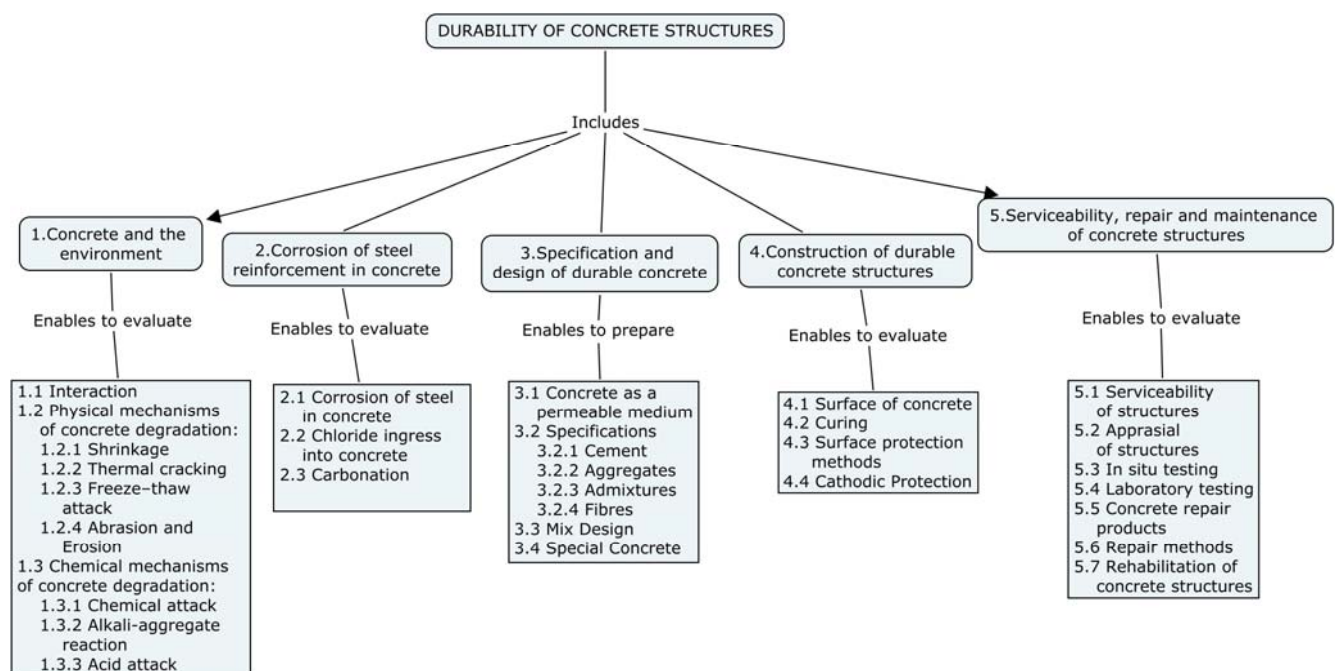 DURABILITY OF CONCRETE STRUCTURES
Includes
1.Concrete and the
environment
Enables to evaluate
1.1 Interaction
1.2 Physical mechanisms
of concrete degradation:
1.2.1 Shrinkage
1.2.2 Thermal cracking
1.2.3 Freeze–thaw
attack
1.2.4 Abrasion and
Erosion
1.3 Chemical mechanisms
of concrete degradation:
1.3.1 Chemical attack
1.3.2 Alkali-aggregate
reaction
1.3.3 Acid attack
2.Corrosion of steel
reinforcement in concrete
Enables to evaluate
2.1 Corrosion of steel
in concrete
2.2 Chloride ingress
into concrete
2.3 Carbonation
3.Specification and
design of durable concrete
Enables to prepare
3.1 Concrete as a
permeable medium
3.2 Specifications
3.2.1 Cement
3.2.2 Aggregates
3.2.3 Admixtures
3.2.4 Fibres
3.3 Mix Design
3.4 Special Concrete
4.Construction of durable
concrete structures
Enables to evaluate
4.1 Surface of concrete
4.2 Curing
4.3 Surface protection
methods
4.4 Cathodic Protection
5.Serviceability, repair and maintenance
of concrete structures
Enables to evaluate
5.1 Serviceability
of structures
5.2 Apprasial
of structures
5.3 In situ testing
5.4 Laboratory testing
5.5 Concrete repair
products
5.6 Repair methods
5.7 Rehabilitation of
concrete structures